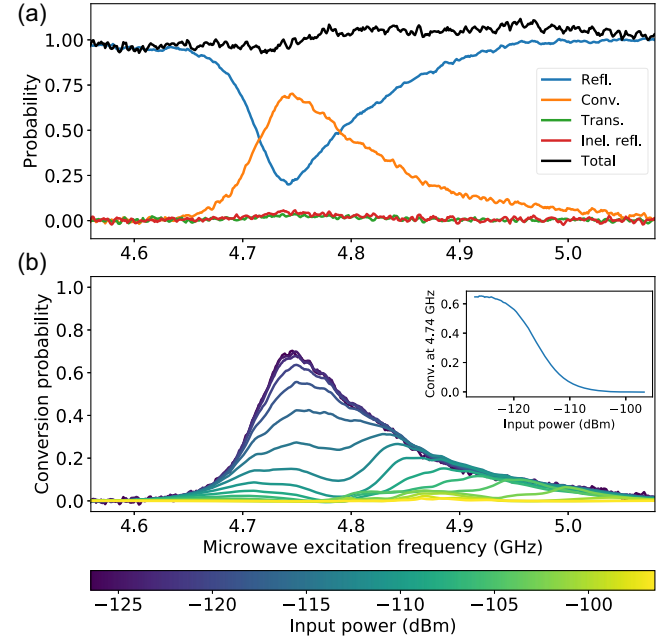 (a)
1.00
0.75
0.50
0.25
0.00
Probability
Refl.
Conv.
Trans.
Inel. refl.
Total
4.6
4.7
4.8
4.9
5.0
(b)
1.0
0.8
0.6
0.4
0.2
0.0
Conversion probability
Conv. at 4.74 GHz
0.6
0.4
0.2
0.0
−120
−110
−100
Input power (dBm)
4.6
4.7
4.8
4.9
5.0
Microwave excitation frequency (GHz)
−125
−120
−115
−110
−105
−100
Input power (dBm)